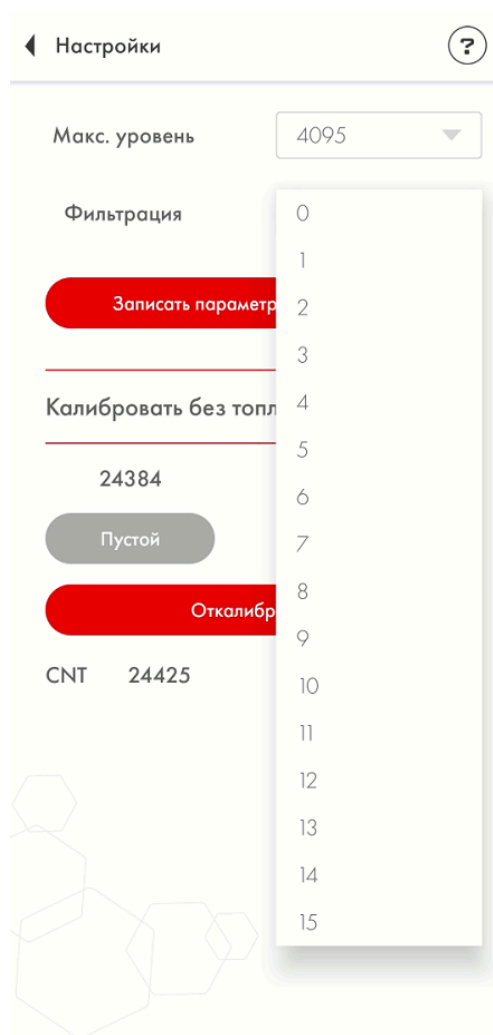 Настройки ?
Макс. уровень 4095
Фильтрация 0
1
Записать параметр 2
3
Калибровать без топл 4
5
24384 6
Пустой 7
8
Откалибр 9
CNT 24425 10
11
12
13
14
15